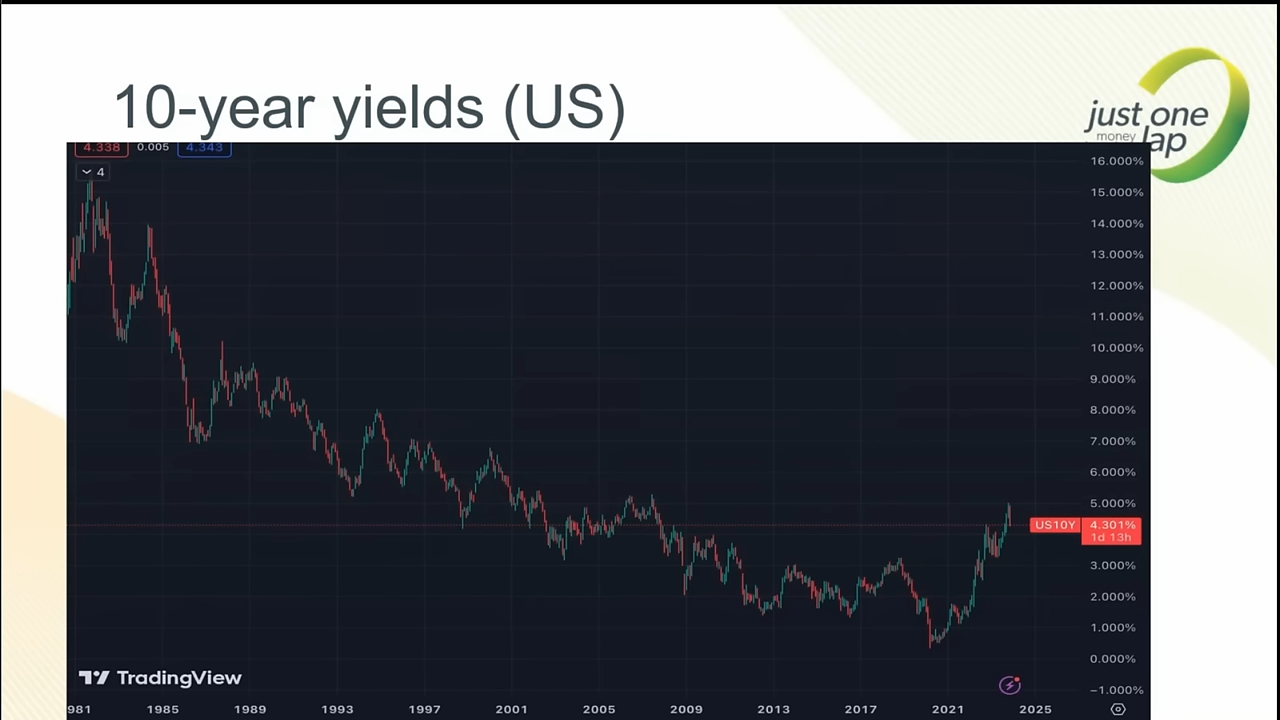 10-year yields (US)
just one
money lap
4.338 0.005 4.343
4
16.000%
15.000%
14.000%
13.000%
12.000%
11.000%
10.000%
9.000%
8.000%
7.000%
6.000%
5.000%
US10Y 4.301%
1d 13h
3.000%
2.000%
1.000%
0.000%
−1.000%
TradingView
981 1985 1989 1993 1997 2001 2005 2009 2013 2017 2021 2025